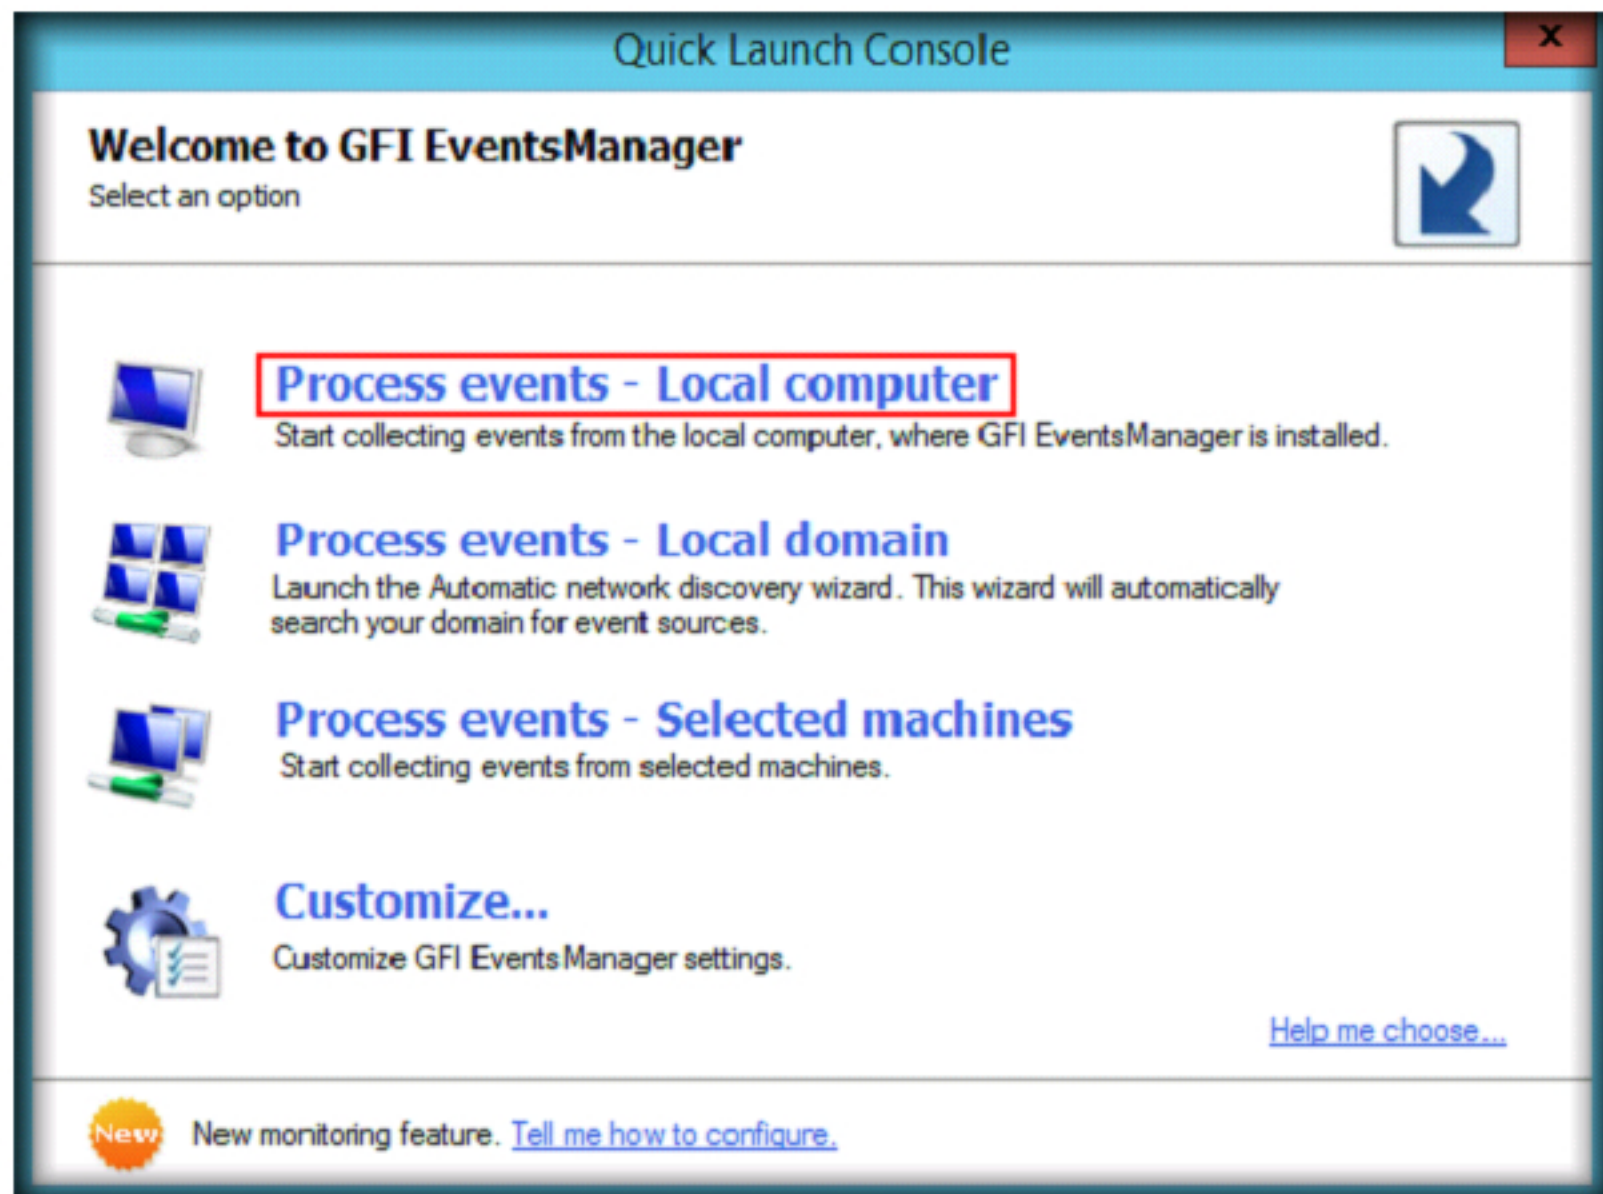 Quick Launch Console
x
Welcome to GFI EventsManager
Select an option
Process events - Local computer
Start collecting events from the local computer, where GFI EventsManager is installed.
Process events - Local domain
Launch the Automatic network discovery wizard. This wizard will automatically
search your domain for event sources.
Process events - Selected machines
Start collecting events from selected machines.
Customize...
Customize GFI EventsManager settings.
Help me choose...
New
New monitoring feature. Tell me how to configure.